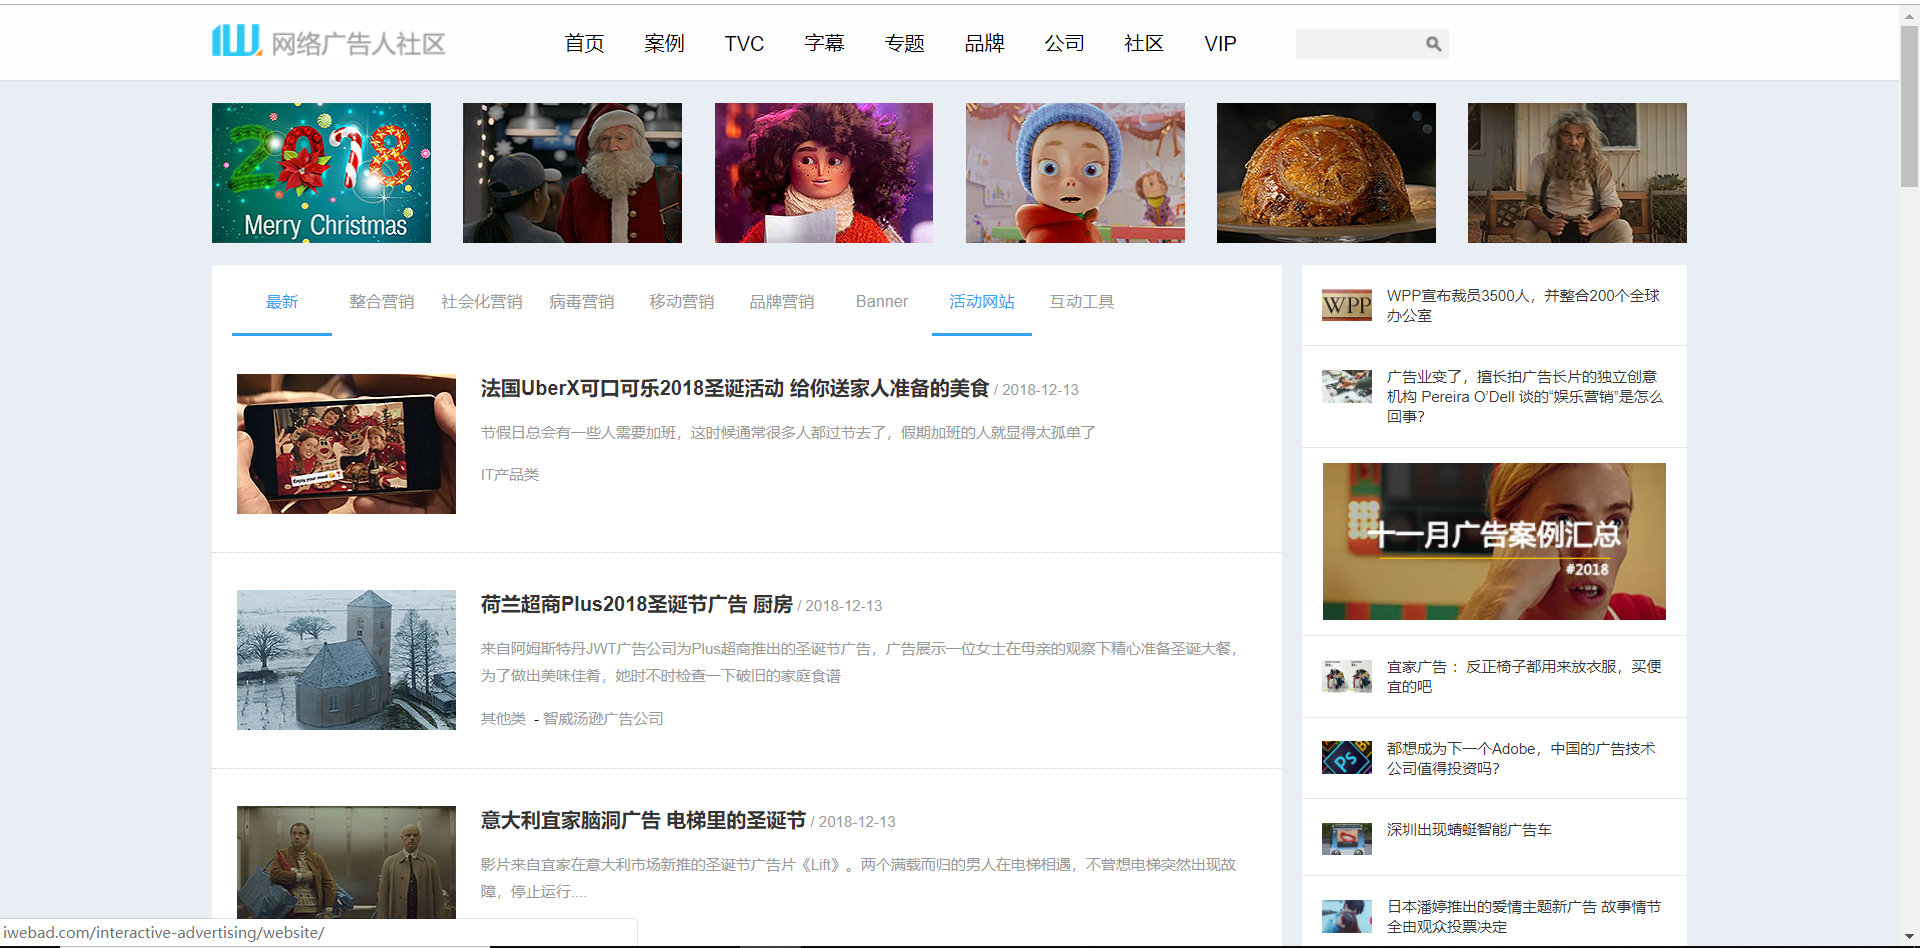 网络广告人社区
首页 案例 TVC 字幕 专题 品牌 公司 社区 VIP
2018
Merry Christmas
最新 整合营销 社会化营销 病毒营销 移动营销 品牌营销 Banner 活动网站 互动工具
法国UberX可口可乐2018圣诞活动 给你送家人准备的美食 / 2018-12-13
节假日总会有一些人需要加班，这时候通常很多人都过节去了，假期加班的人就显得太孤单了
IT产品类
Enjoy your meal
荷兰超商Plus2018圣诞节广告 厨房 / 2018-12-13
来自阿姆斯特丹JWT广告公司为Plus超商推出的圣诞节广告，广告展示一位女士在母亲的观察下精心准备圣诞大餐，
为了做出美味佳肴，她时不时检查一下破旧的家庭食谱
其他类 - 智威汤逊广告公司
意大利宜家脑洞广告 电梯里的圣诞节 / 2018-12-13
影片来自宜家在意大利市场新推的圣诞节广告片《Lift》。两个满载而归的男人在电梯相遇，不曾想电梯突然出现故
障，停止运行....
WPP
WPP宣布裁员3500人，并整合200个全球
办公室
广告业变了，擅长拍广告长片的独立创意
机构 Pereira O'Dell 谈的“娱乐营销”是怎么
回事？
十一月广告案例汇总
#2018
宜家广告 ：反正椅子都用来放衣服，买便
宜的吧
Ps
都想成为下一个Adobe，中国的广告技术
公司值得投资吗？
深圳出现蜻蜓智能广告车
日本潘婷推出的爱情主题新广告 故事情节
全由观众投票决定
iwebad.com/interactive-advertising/website/